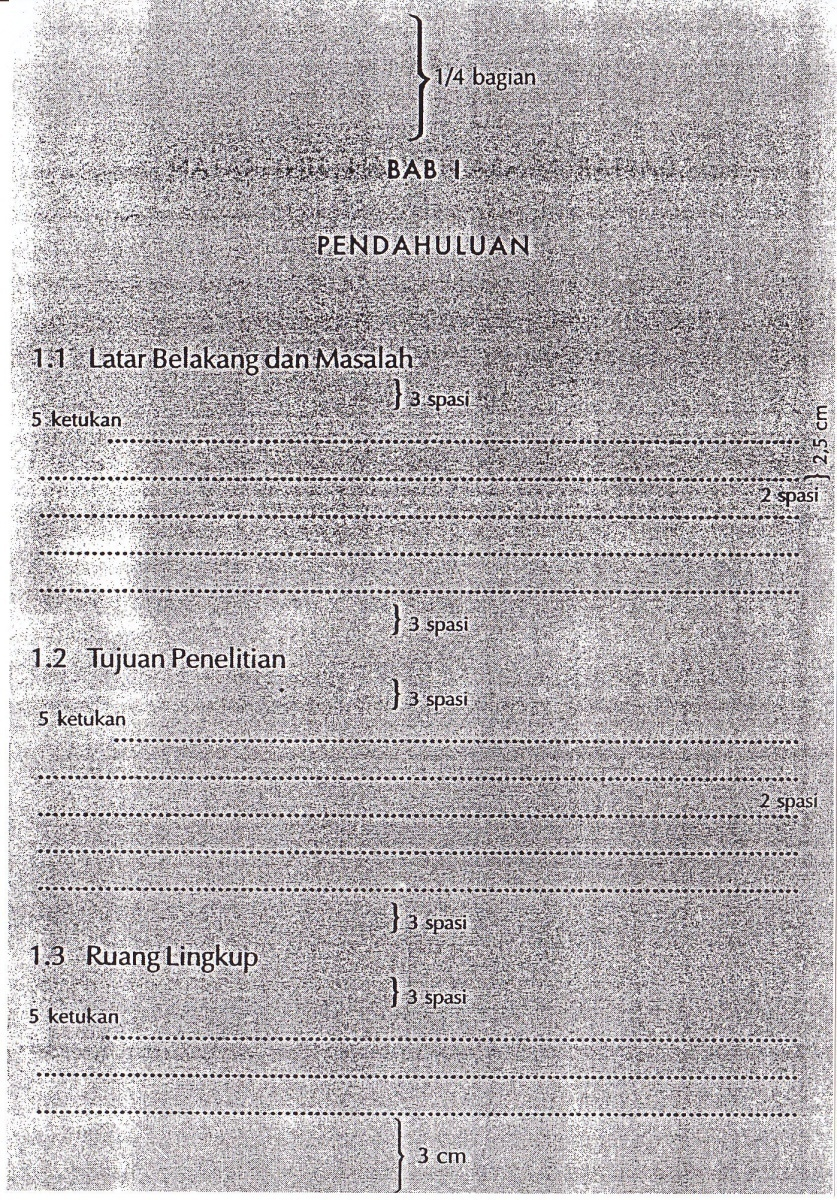 1/4 bagian
BAB I
PENDAHULUAN
1.1 Latar Belakang dan Masalah
3 spasi
5 ketukan
2,5 cm
2 spasi
3 spasi
1.2 Tujuan Penelitian
3 spasi
5 ketukan
2 spasi
3 spasi
1.3 Ruang Lingkup
3 spasi
5 ketukan
3 cm